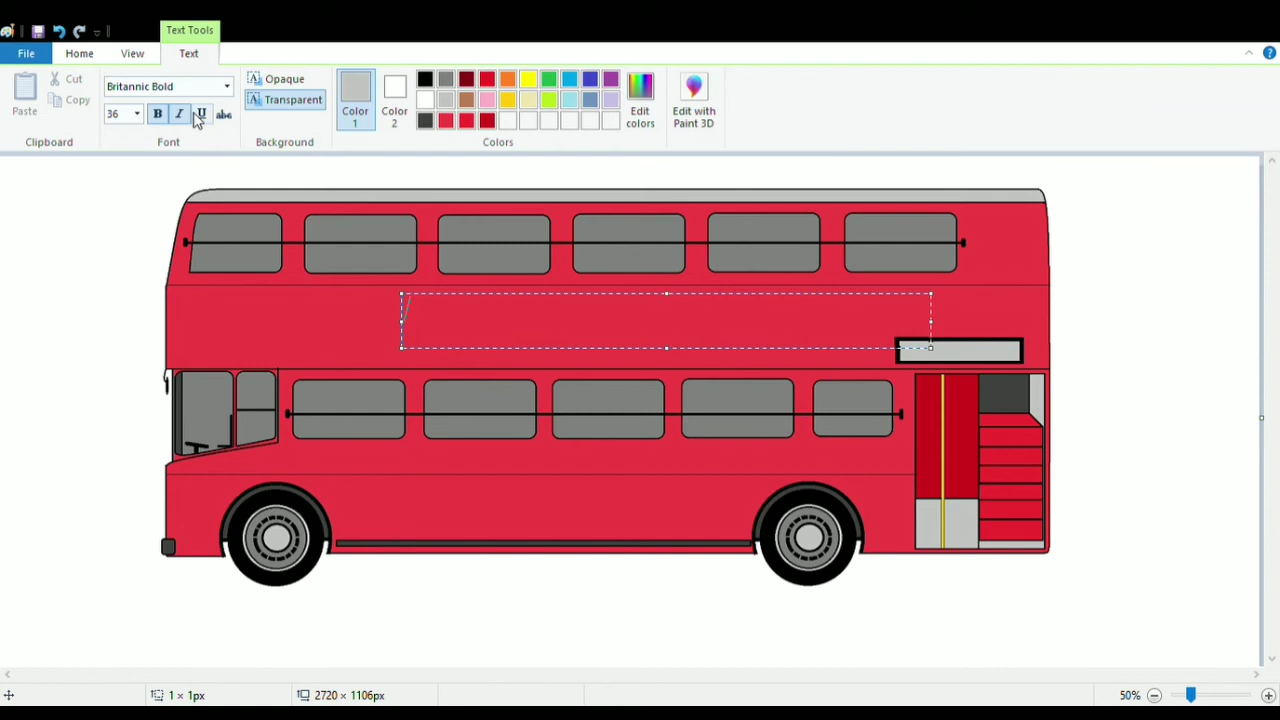 Text Tools
File
Home
View
Text
Paste
Cut
Copy
Clipboard
Britannic Bold
36
B
I
U
abc
Font
Opaque
Transparent
Background
Color 1
Color 2
Edit colors
Colors
Edit with Paint 3D
1 × 1px
2720 × 1106px
50%